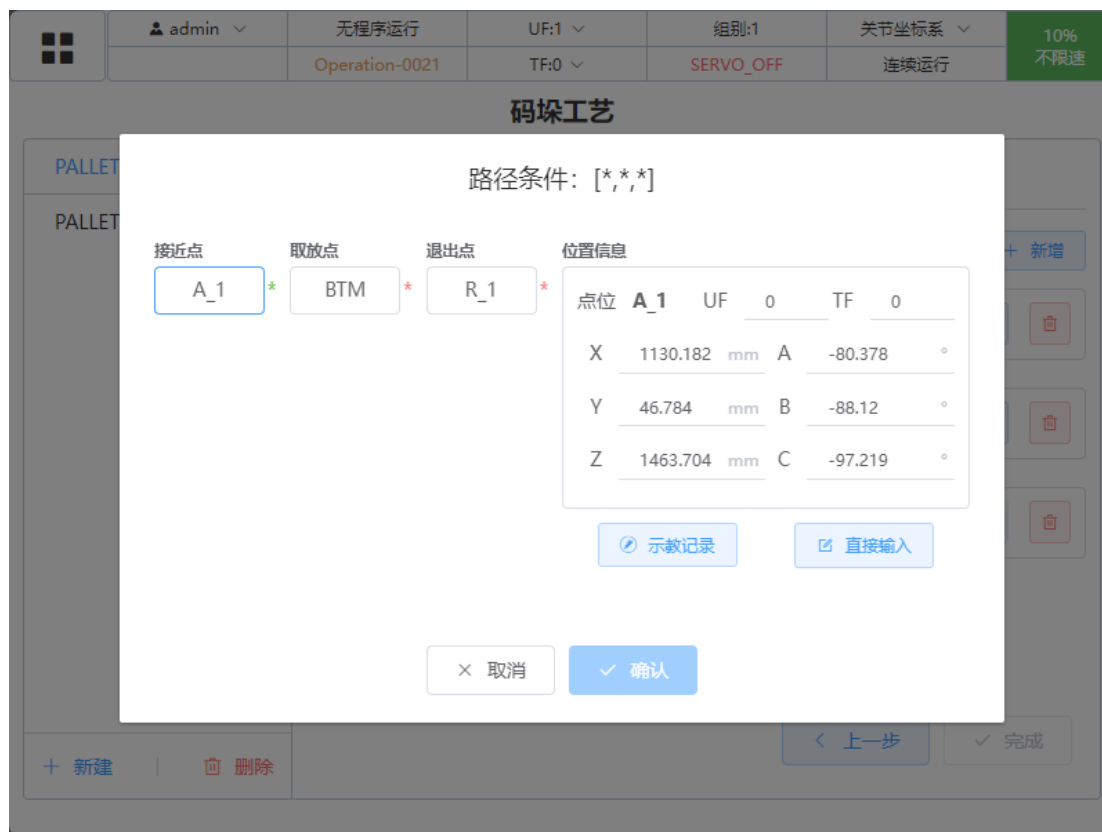 admin 无程序运行 UF:1 组别:1 关节坐标系 10%
Operation-0021 TF:0 SERVO_OFF 连续运行 不限速
码垛工艺
PALLET
路径条件：[*,*,*]
PALLET
接近点 取放点 退出点 位置信息
新增
A_1 * BTM * R_1 *
点位 A_1 UF 0 TF 0
X 1130.182 mm A -80.378 °
Y 46.784 mm B -88.12 °
Z 1463.704 mm C -97.219 °
示教记录 直接输入
取消 确认
上一步 完成
新建 删除